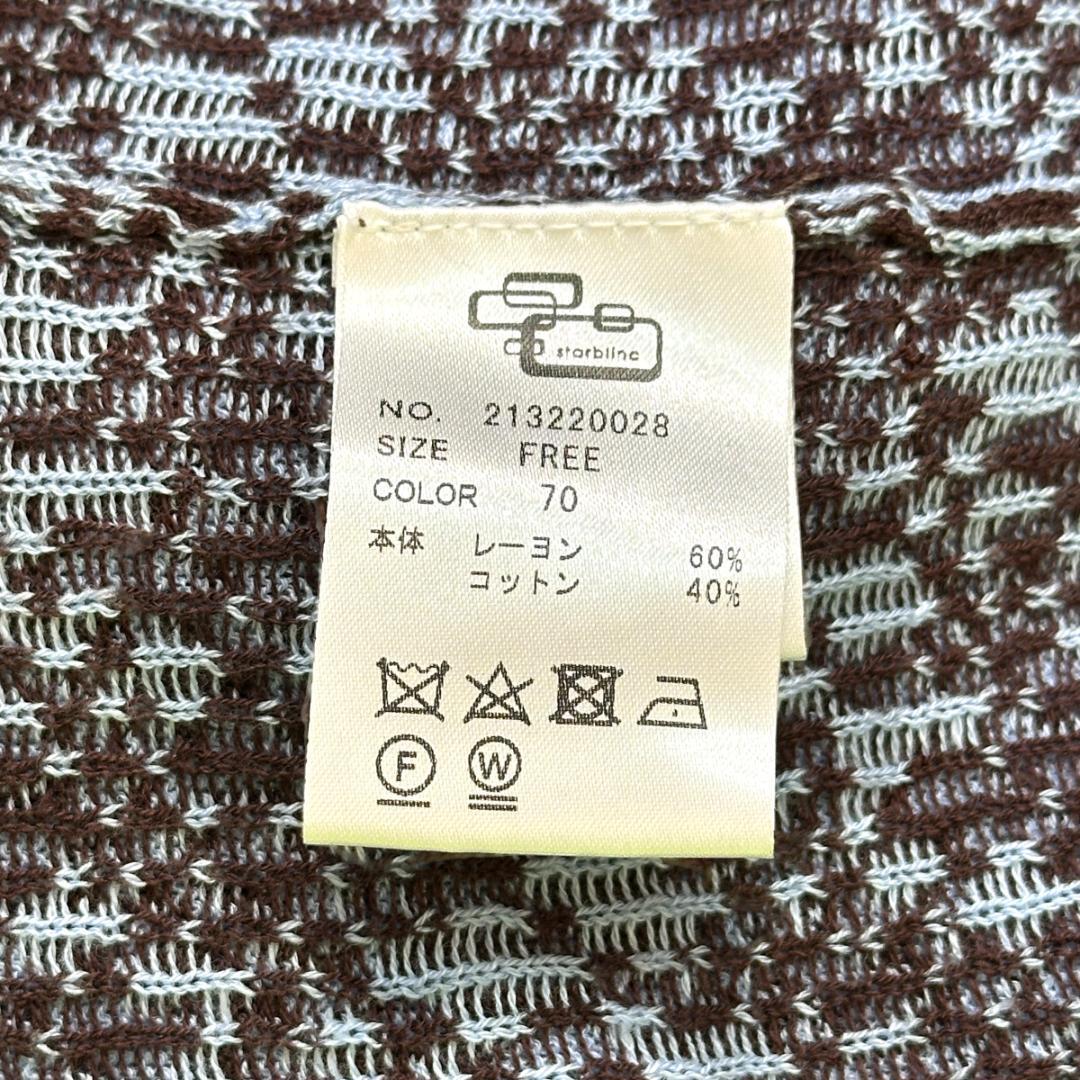 starblinc
NO. 213220028
SIZE FREE
COLOR 70
本体 レーヨン 60%
コットン 40%
F W